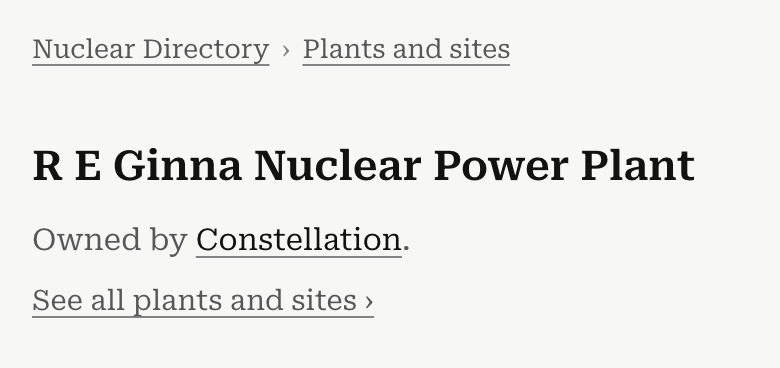 Nuclear Directory › Plants and sites
R E Ginna Nuclear Power Plant
Owned by Constellation.
See all plants and sites ›